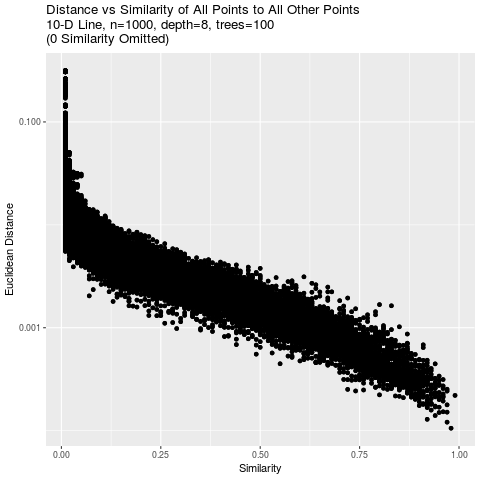 Distance vs Similarity of All Points to All Other Points
10-D Line, n=1000, depth=8, trees=100
(0 Similarity Omitted)
0.100
Euclidean Distance
0.001
0.00 0.25 0.50 0.75 1.00
Similarity